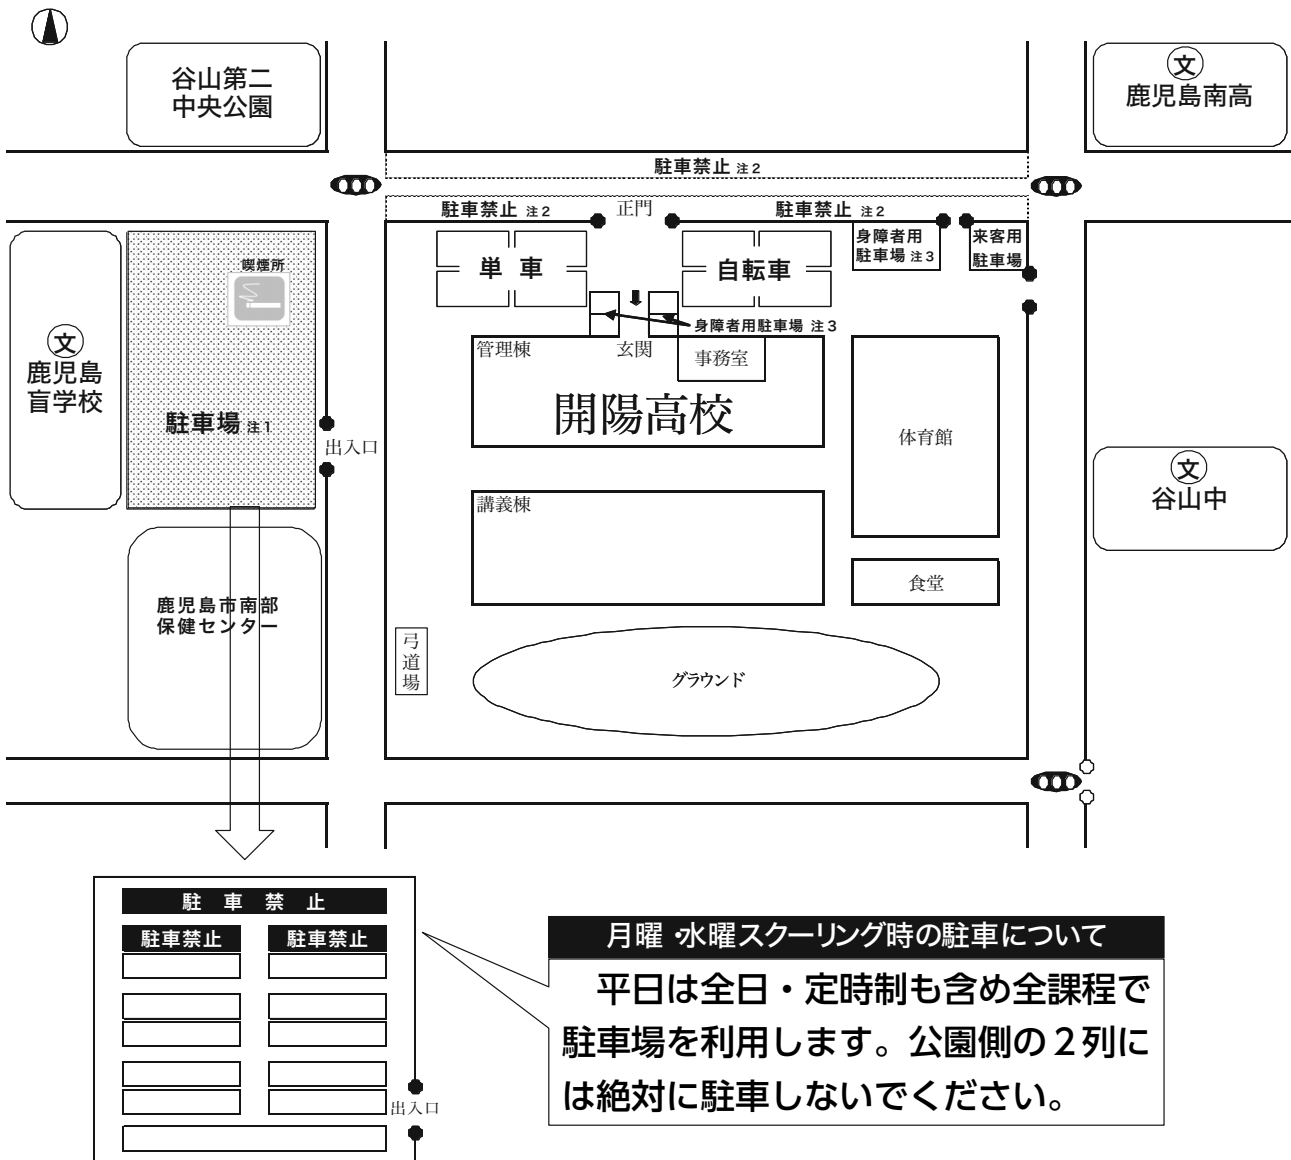 谷山第二
中央公園
文
鹿児島南高
駐車禁止 注2
駐車禁止 注2
正門
駐車禁止 注2
身障者用
駐車場 注3
来客用
駐車場
喫煙所
単 車
自転車
身障者用駐車場 注3
文
鹿児島
盲学校
管理棟
玄関
事務室
開陽高校
駐車場 注1
出入口
体育館
文
谷山中
講義棟
食堂
鹿児島市南部
保健センター
弓道場
グラウンド
駐 車 禁 止
駐車禁止
駐車禁止
出入口
月曜・水曜スクーリング時の駐車について
平日は全日・定時制も含め全課程で
駐車場を利用します。公園側の2列に
は絶対に駐車しないでください。